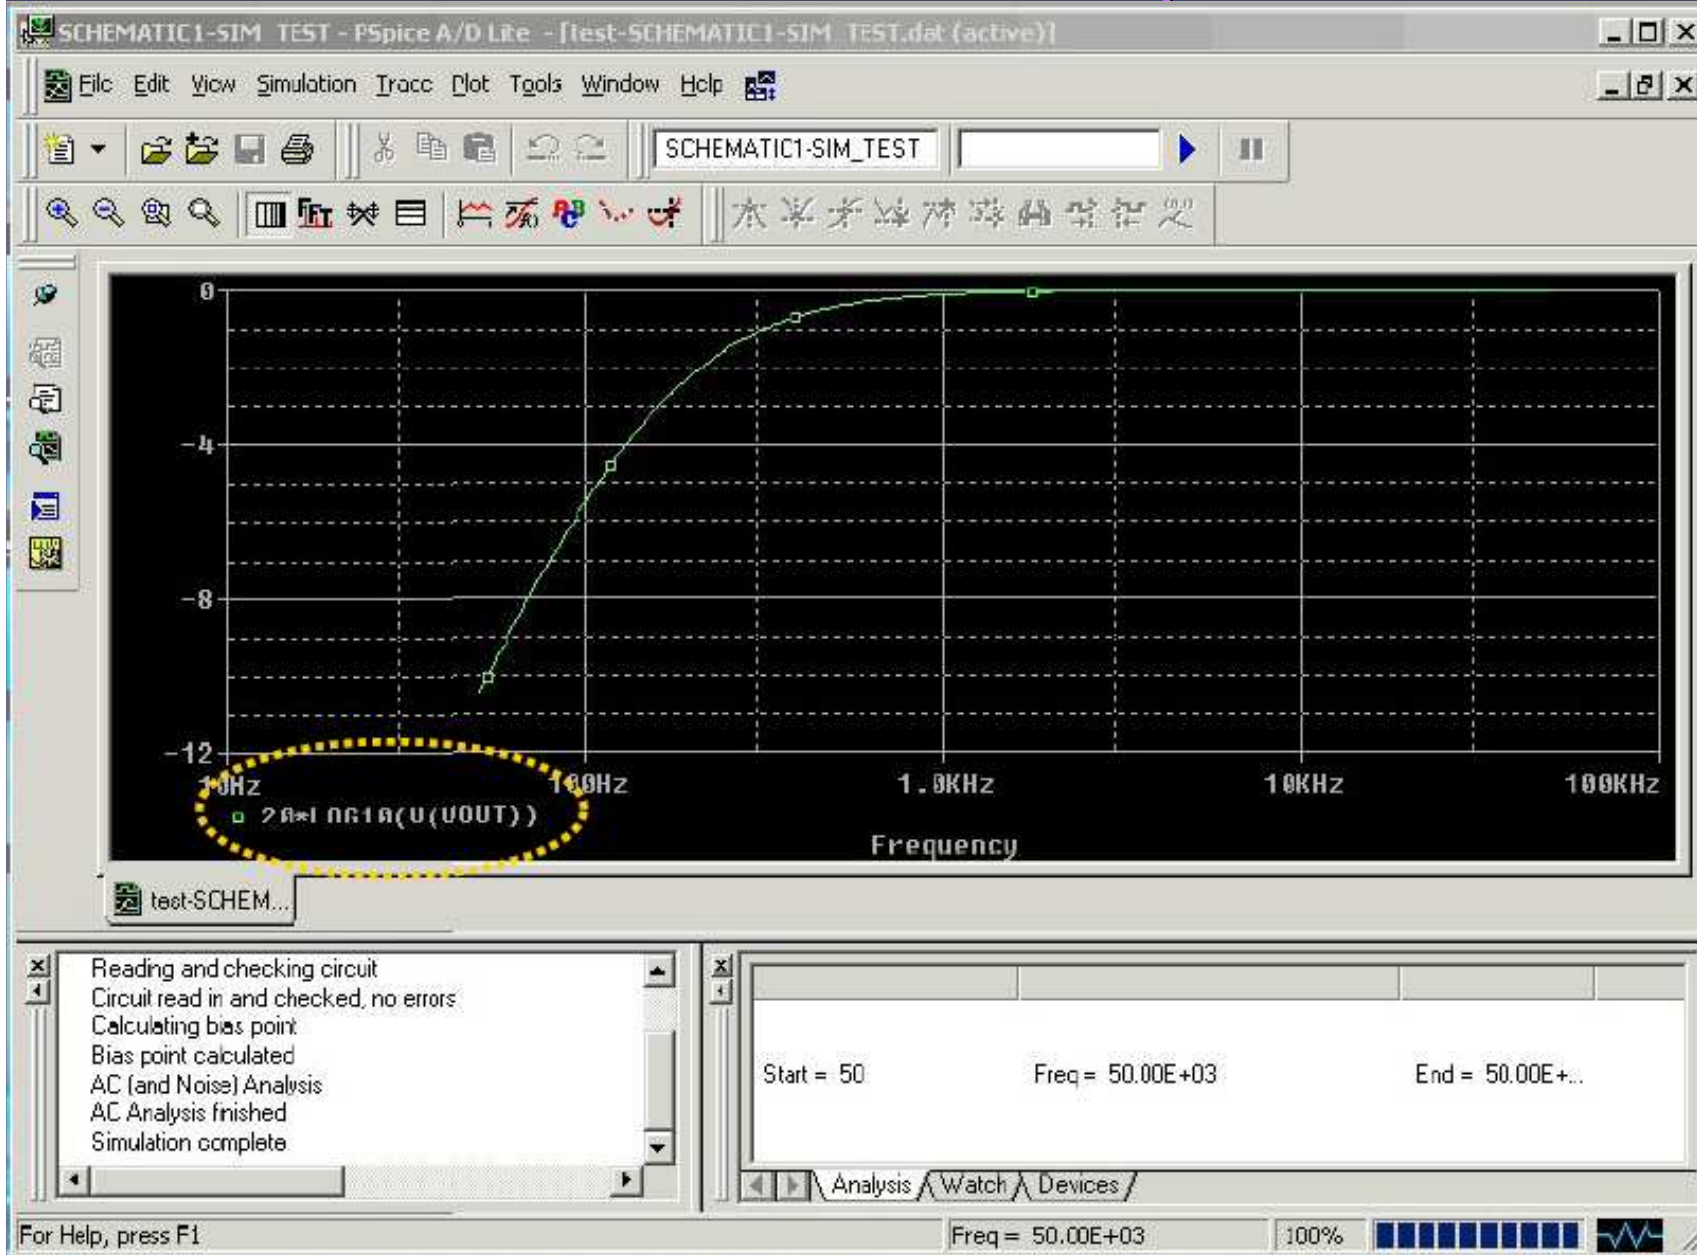 SCHEMATIC1-SIM_TEST - PSpice A/D Lite - [test-SCHEMATIC1-SIM_TEST.dat (active)]
File Edit View Simulation Trace Plot Tools Window Help
SCHEMATIC1-SIM_TEST
FFT
0
-4
-8
-12
10Hz 100Hz 1.0KHz 10KHz 100KHz
20*LOG10(V(VOUT))
Frequency
test-SCHEM...
Reading and checking circuit
Circuit read in and checked, no errors
Calculating bias point
Bias point calculated
AC (and Noise) Analysis
AC Analysis finished
Simulation complete
Start = 50 Freq = 50.00E+03 End = 50.00E+...
Analysis Watch Devices
For Help, press F1 Freq = 50.00E+03 100%